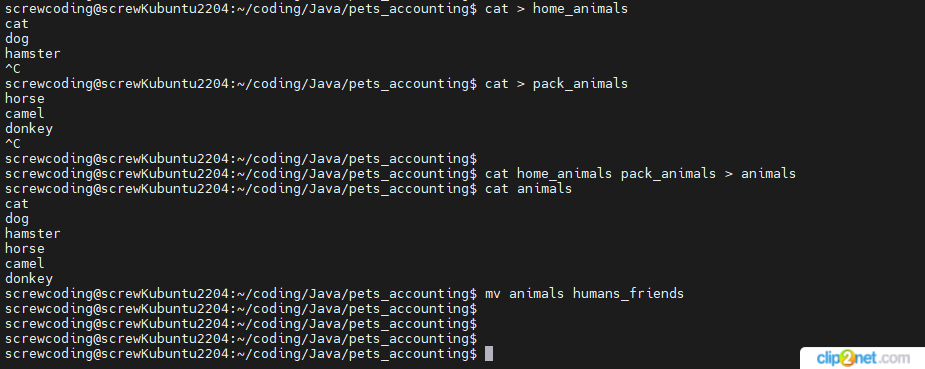 screwcoding@screwKubuntu2204:~/coding/Java/pets_accounting$ cat > home_animals
cat
dog
hamster
^C
screwcoding@screwKubuntu2204:~/coding/Java/pets_accounting$ cat > pack_animals
horse
camel
donkey
^C
screwcoding@screwKubuntu2204:~/coding/Java/pets_accounting$
screwcoding@screwKubuntu2204:~/coding/Java/pets_accounting$ cat home_animals pack_animals > animals
screwcoding@screwKubuntu2204:~/coding/Java/pets_accounting$ cat animals
cat
dog
hamster
horse
camel
donkey
screwcoding@screwKubuntu2204:~/coding/Java/pets_accounting$ mv animals humans_friends
screwcoding@screwKubuntu2204:~/coding/Java/pets_accounting$
screwcoding@screwKubuntu2204:~/coding/Java/pets_accounting$
screwcoding@screwKubuntu2204:~/coding/Java/pets_accounting$
screwcoding@screwKubuntu2204:~/coding/Java/pets_accounting$
clip2net.com